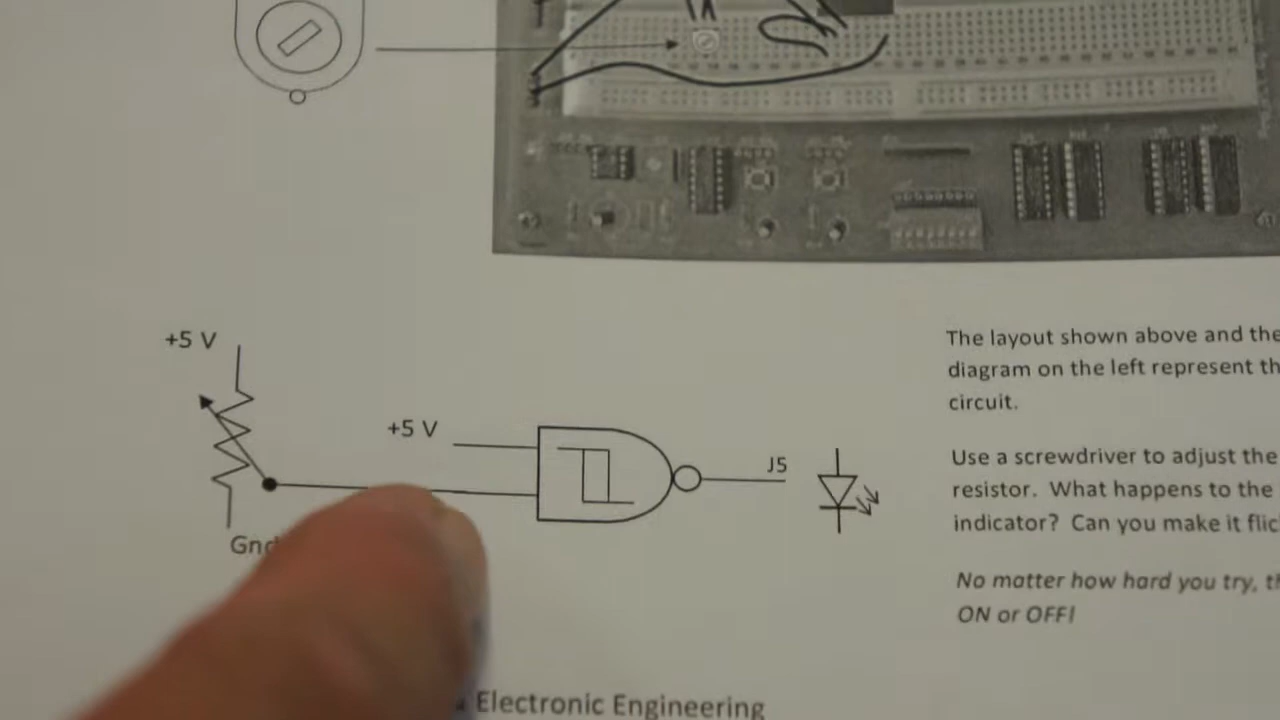 +5 V
+5 V
J5
Gnd
The layout shown above and the
diagram on the left represent th
circuit.
Use a screwdriver to adjust the
resistor. What happens to the
indicator? Can you make it flic
No matter how hard you try, th
ON or OFF!
Electronic Engineering